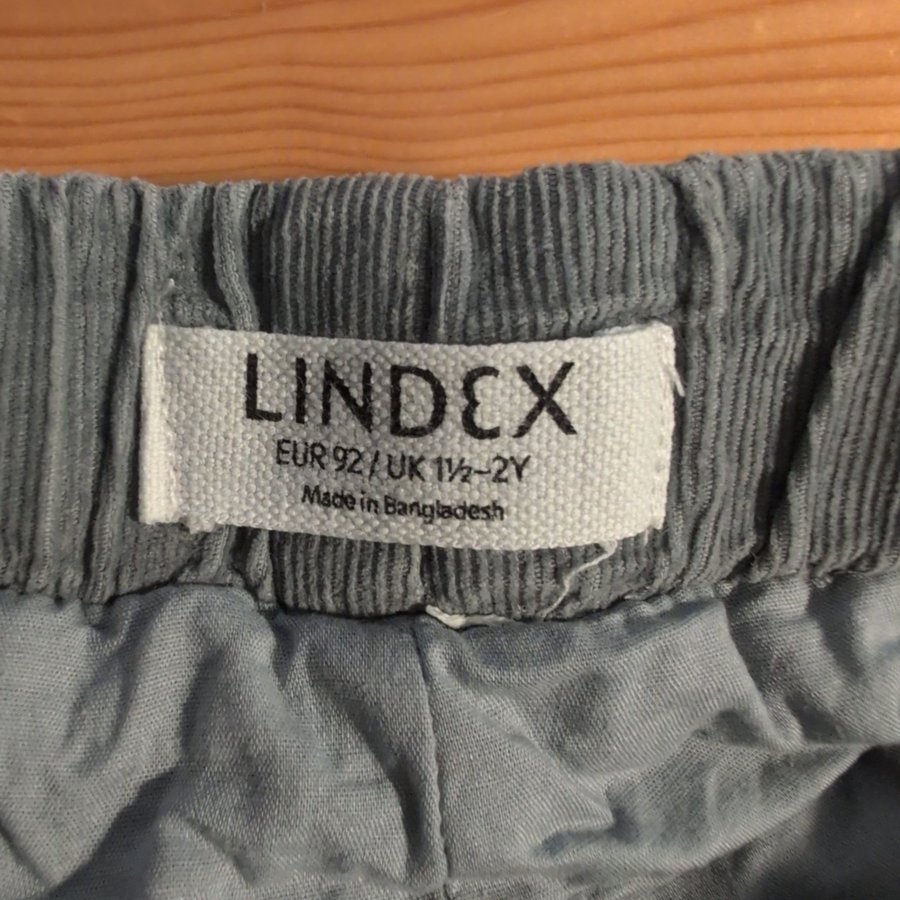 LINDEX
EUR 92 / UK 1½–2Y
Made in Bangladesh